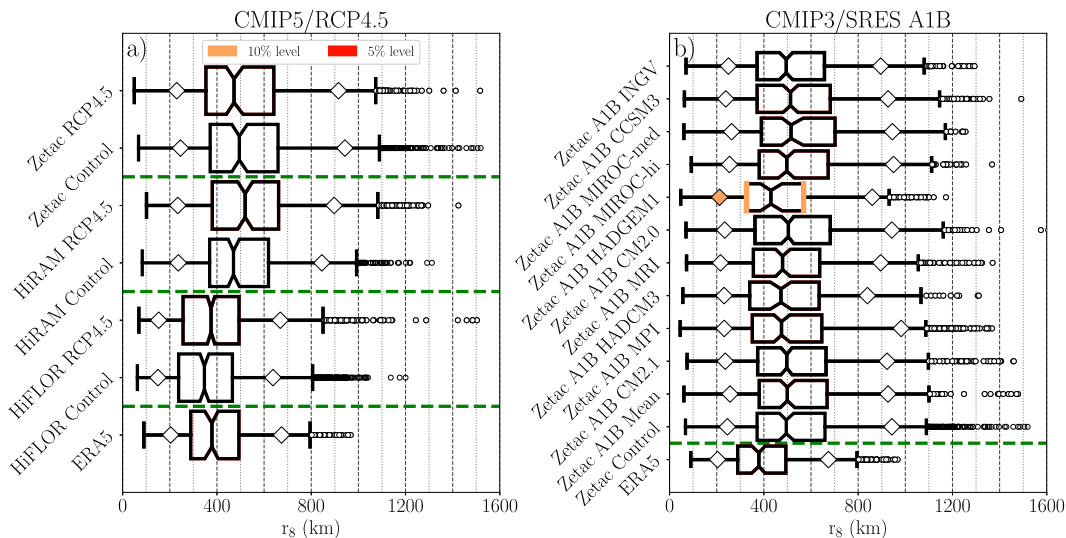 CMIP5/RCP4.5
a)
10% level
5% level
Zetac RCP4.5
Zetac Control
HiRAM RCP4.5
HiRAM Control
HiFLOR RCP4.5
HiFLOR Control
ERA5
0 400 800 1200 1600
r8 (km)
CMIP3/SRES A1B
b)
Zetac A1B INGV
Zetac A1B CCSM3
Zetac A1B MIROC-med
Zetac A1B MIROC-hi
Zetac A1B HADGEM1
Zetac A1B CM2.0
Zetac A1B MRI
Zetac A1B HADCM3
Zetac A1B MPI
Zetac A1B CM2.1
Zetac A1B Mean
Zetac Control
ERA5
0 400 800 1200 1600
r8 (km)